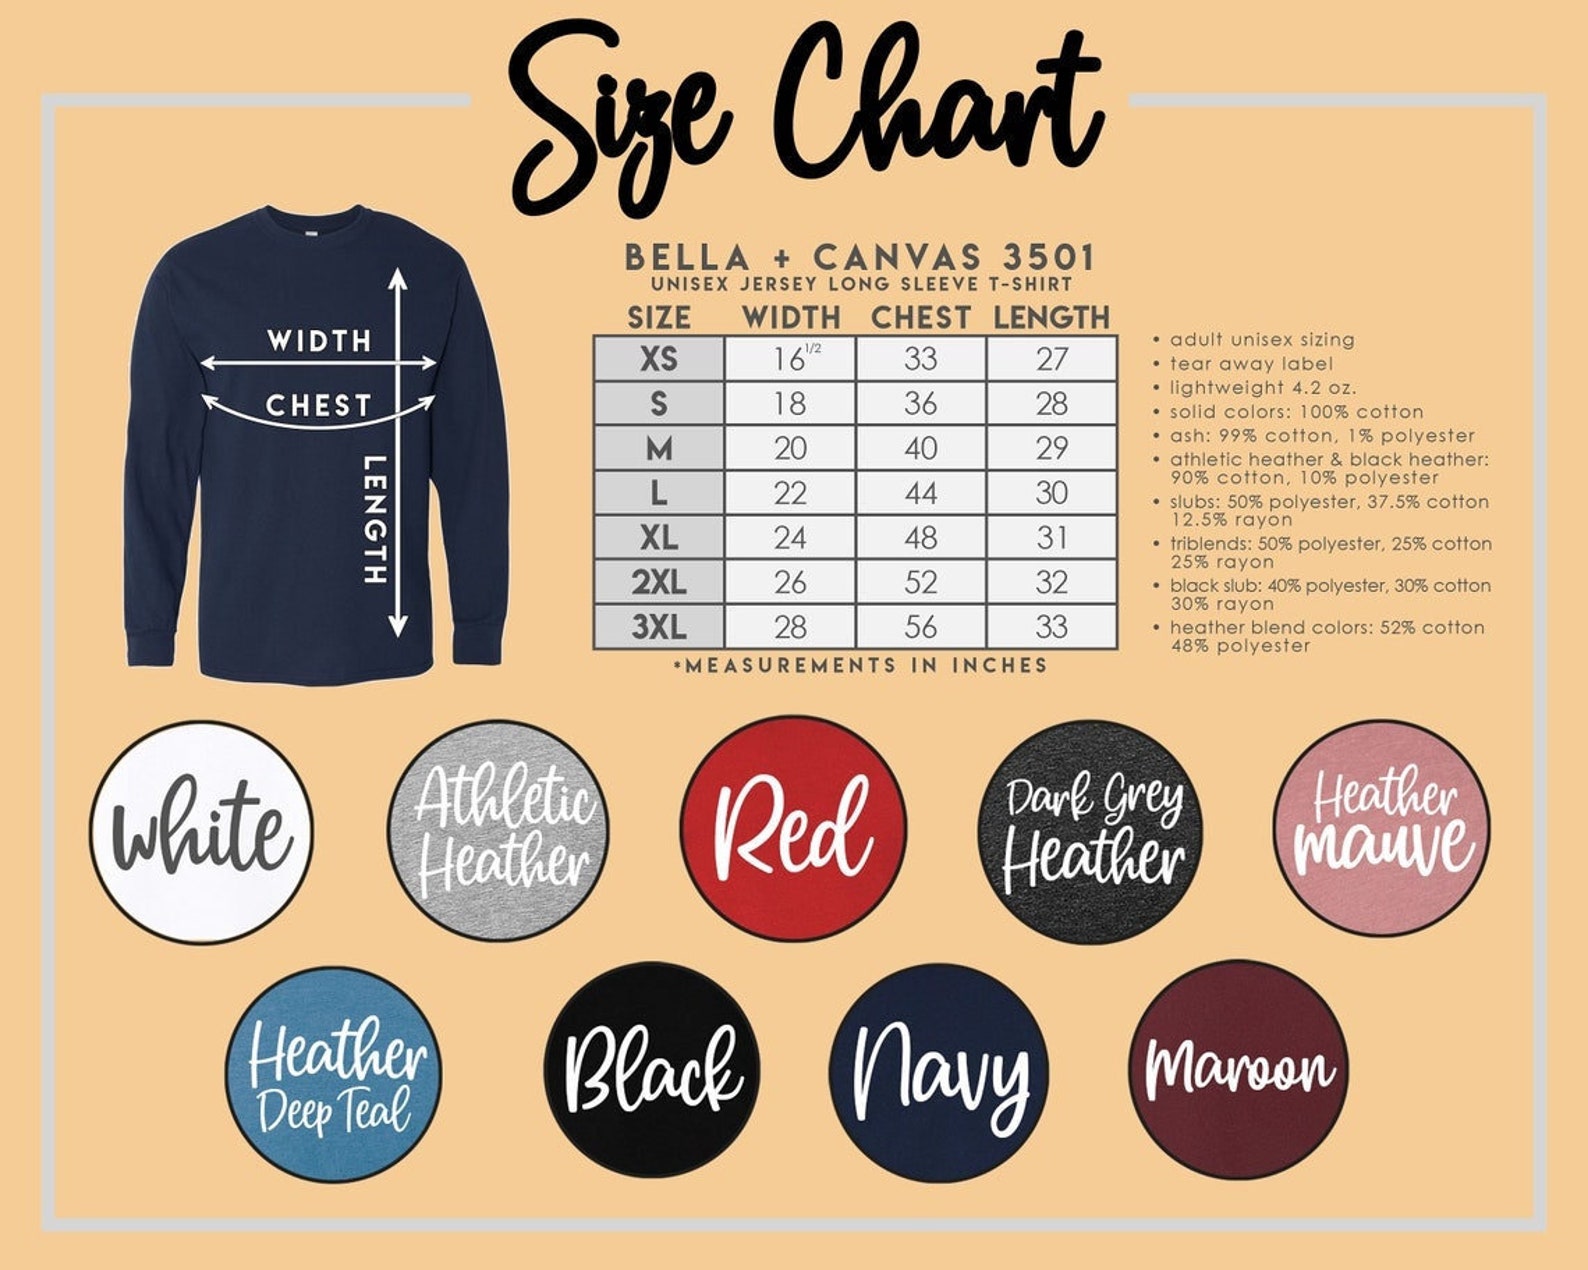 Size Chart
BELLA + CANVAS 3501
UNISEX JERSEY LONG SLEEVE T-SHIRT
SIZE WIDTH CHEST LENGTH
XS 16 1/2 33 27
S 18 36 28
M 20 40 29
L 22 44 30
XL 24 48 31
2XL 26 52 32
3XL 28 56 33
*MEASUREMENTS IN INCHES
WIDTH
CHEST
LENGTH
• adult unisex sizing
• tear away label
• lightweight 4.2 oz.
• solid colors: 100% cotton
• ash: 99% cotton, 1% polyester
• athletic heather & black heather:
90% cotton, 10% polyester
• slubs: 50% polyester, 37.5% cotton
12.5% rayon
• triblends: 50% polyester, 25% cotton
25% rayon
• black slub: 40% polyester, 30% cotton
30% rayon
• heather blend colors: 52% cotton
48% polyester
White
Athletic
Heather
Red
Dark Grey
Heather
Heather
mauve
Heather
Deep Teal
Black
Navy
Maroon